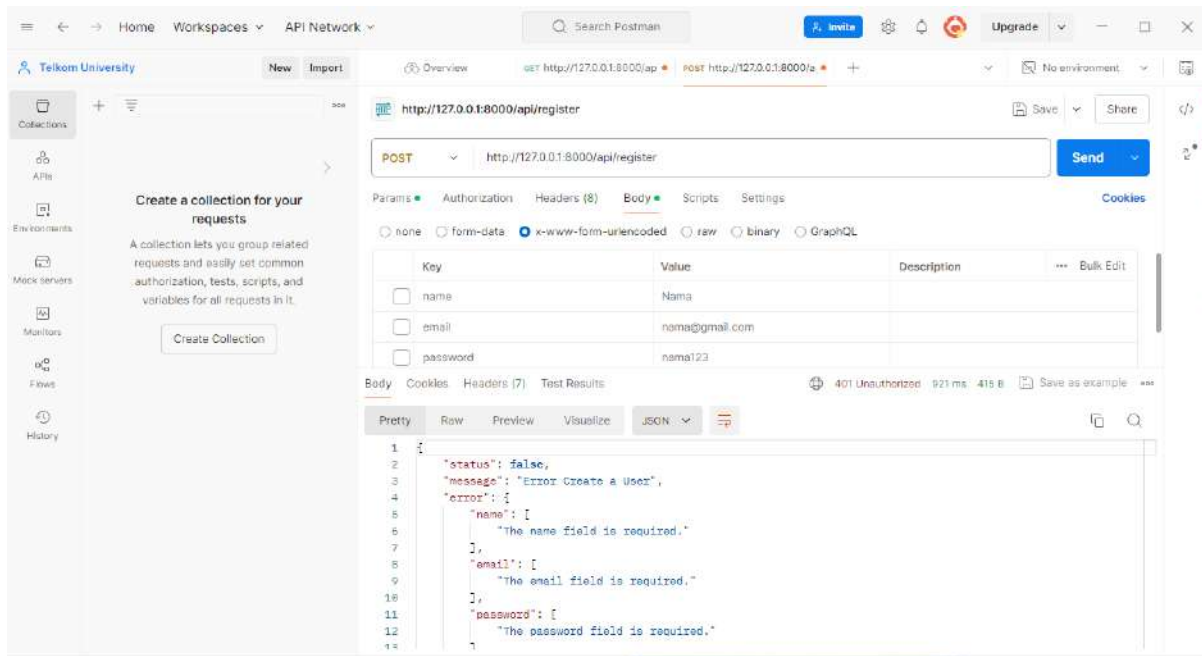 Home Workspaces API Network Search Postman Invite Upgrade
Telkom University New Import Overview GET http://127.0.0.1:8000/ap POST http://127.0.0.1:8000/a No environment
Collections
APIs
Environments
Mock servers
Monitors
Flows
History
Create a collection for your
requests
A collection lets you group related
requests and easily set common
authorization, tests, scripts, and
variables for all requests in it.
Create Collection
http://127.0.0.1:8000/api/register Save Share
POST http://127.0.0.1:8000/api/register Send
Params Authorization Headers (8) Body Scripts Settings Cookies
none form-data x-www-form-urlencoded raw binary GraphQL
Key Value Description Bulk Edit
name Nama
email nama@gmail.com
password nama123
Body Cookies Headers (7) Test Results 401 Unauthorized 921 ms 415 B Save as example
Pretty Raw Preview Visualize JSON
1 {
2 "status": false,
3 "message": "Error Create a User",
4 "error": {
5 "name": [
6 "The name field is required."
7 ],
8 "email": [
9 "The email field is required."
10 ],
11 "password": [
12 "The password field is required."
13 ]